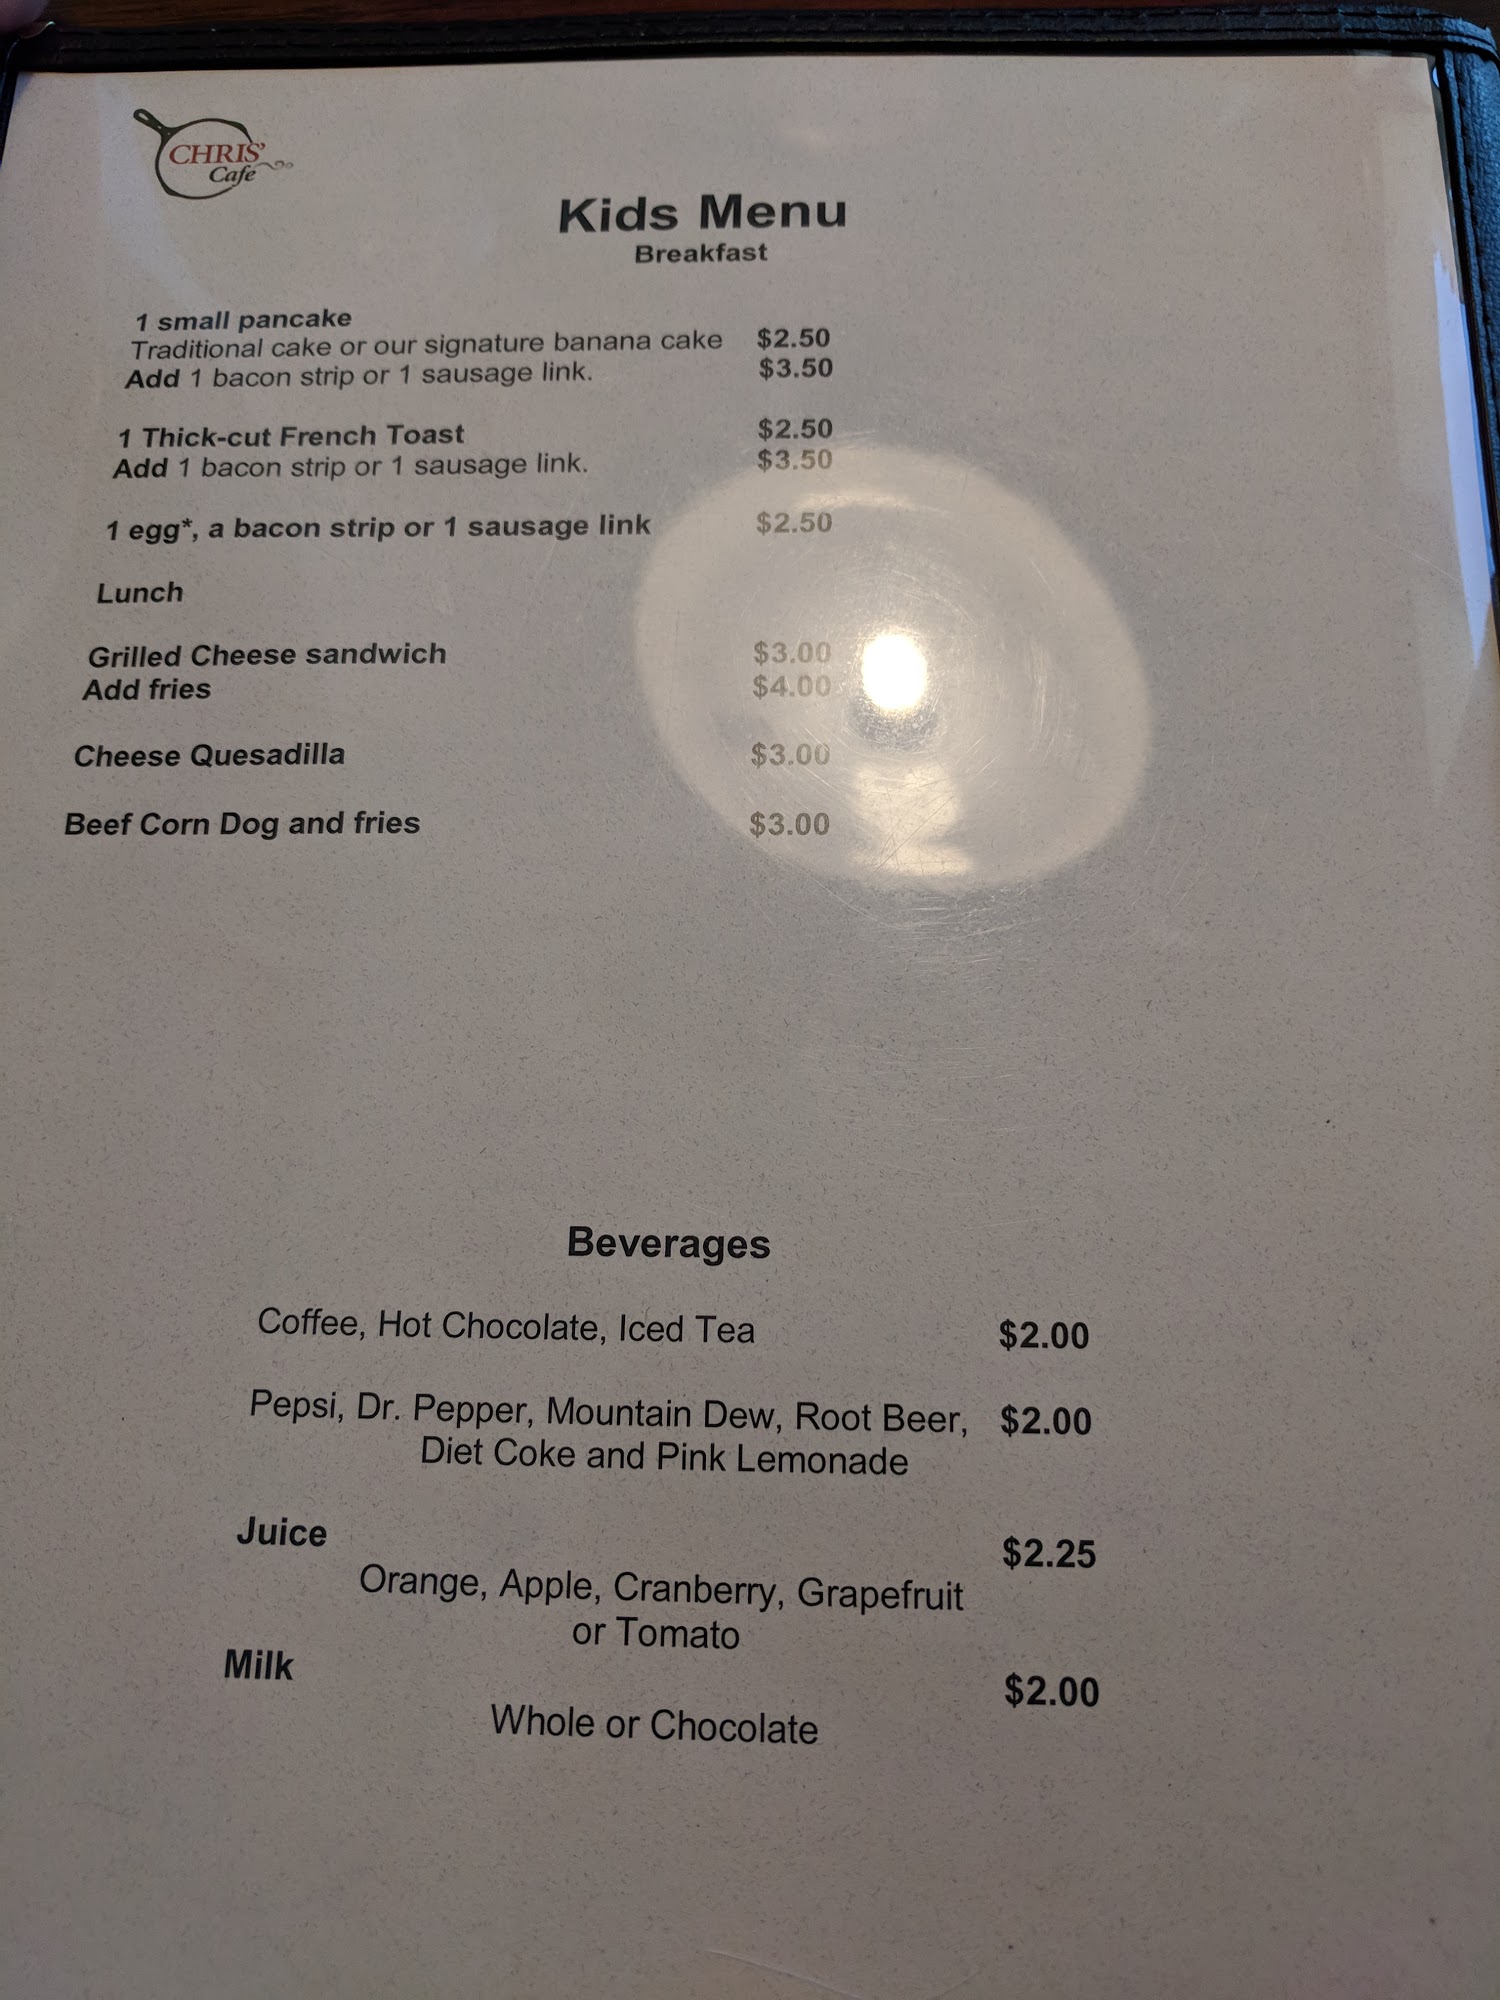 CHRIS'
Cafe
Kids Menu
Breakfast
1 small pancake
Traditional cake or our signature banana cake $2.50
Add 1 bacon strip or 1 sausage link. $3.50
1 Thick-cut French Toast $2.50
Add 1 bacon strip or 1 sausage link. $3.50
1 egg*, a bacon strip or 1 sausage link $2.50
Lunch
Grilled Cheese sandwich $3.00
Add fries $4.00
Cheese Quesadilla $3.00
Beef Corn Dog and fries $3.00
Beverages
Coffee, Hot Chocolate, Iced Tea $2.00
Pepsi, Dr. Pepper, Mountain Dew, Root Beer, $2.00
Diet Coke and Pink Lemonade
Juice $2.25
Orange, Apple, Cranberry, Grapefruit
or Tomato
Milk $2.00
Whole or Chocolate